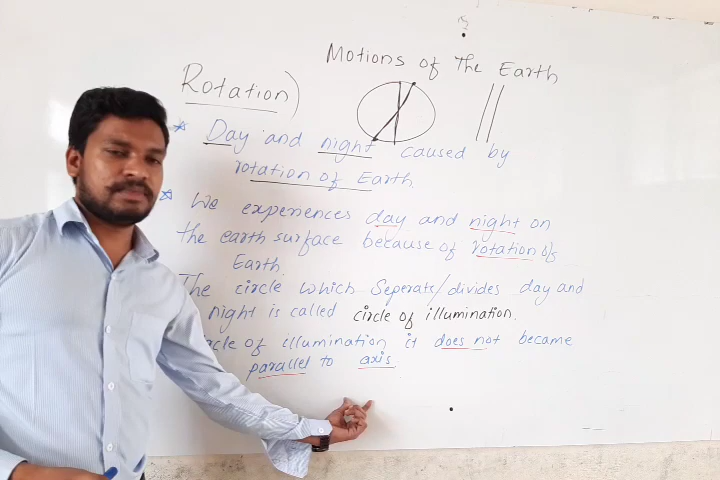 Motions of The Earth
Rotation)
* Day and night caused by
rotation of Earth
* We experiences day and night on
the earth surface because of rotation of
Earth
The circle which Seperats/divides day and
night is called circle of illumination.
of illumination it does not became
parallel to axis